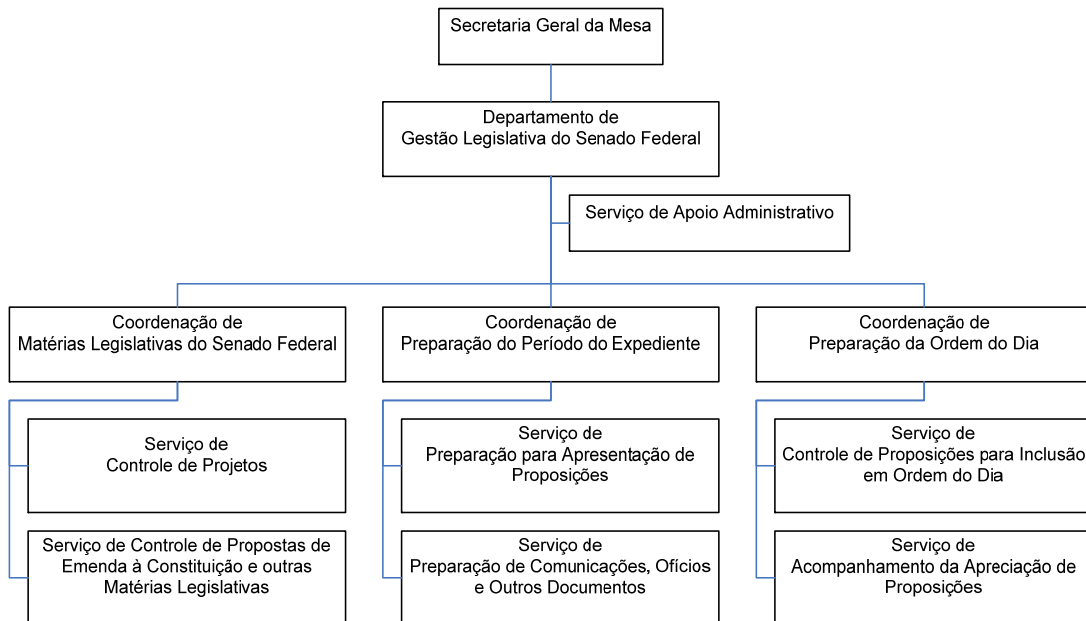 Secretaria Geral da Mesa
Departamento de
Gestão Legislativa do Senado Federal
Serviço de Apoio Administrativo
Coordenação de
Matérias Legislativas do Senado Federal
Coordenação de
Preparação do Período do Expediente
Coordenação de
Preparação da Ordem do Dia
Serviço de
Controle de Projetos
Serviço de
Preparação para Apresentação de
Proposições
Serviço de
Controle de Proposições para Inclusão
em Ordem do Dia
Serviço de Controle de Propostas de
Emenda à Constituição e outras
Matérias Legislativas
Serviço de
Preparação de Comunicações, Ofícios
e Outros Documentos
Serviço de
Acompanhamento da Apreciação de
Proposições